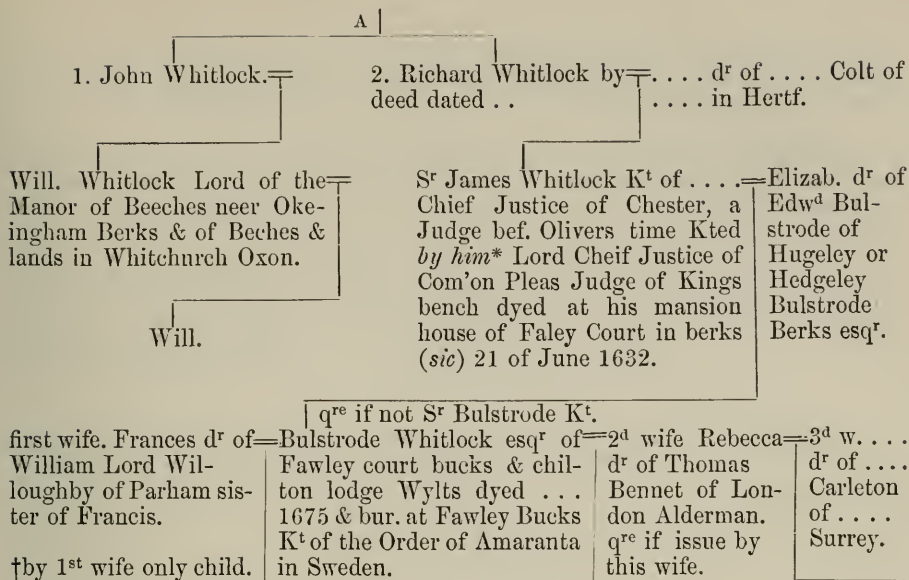 A
1. John Whitlock.
2. Richard Whitlock by
deed dated . .
. . . . dʳ of . . . . Colt of
. . . . in Hertf.
Will. Whitlock Lord of the
Manor of Beeches neer Oke-
ingham Berks & of Beches &
lands in Whitchurch Oxon.
Will.
Sʳ James Whitlock Kᵗ of . . . .
Chief Justice of Chester, a
Judge bef. Olivers time Kted
by him* Lord Cheif Justice of
Com'on Pleas Judge of Kings
bench dyed at his mansion
house of Faley Court in berks
(sic) 21 of June 1632.
Elizab. dʳ of
Edwᵈ Bul-
strode of
Hugeley or
Hedgeley
Bulstrode
Berks esqʳ.
qʳᵉ if not Sʳ Bulstrode Kᵗ.
first wife. Frances dʳ of
William Lord Wil-
loughby of Parham sis-
ter of Francis.
†by 1ˢᵗ wife only child.
Bulstrode Whitlock esqʳ of
Fawley court bucks & chil-
ton lodge Wylts dyed . . .
1675 & bur. at Fawley Bucks
Kᵗ of the Order of Amaranta
in Sweden.
2ᵈ wife Rebecca
dʳ of Thomas
Bennet of Lon-
don Alderman.
qʳᵉ if issue by
this wife.
3ᵈ w. . . .
dʳ of . . . .
Carleton
of . . . .
Surrey.